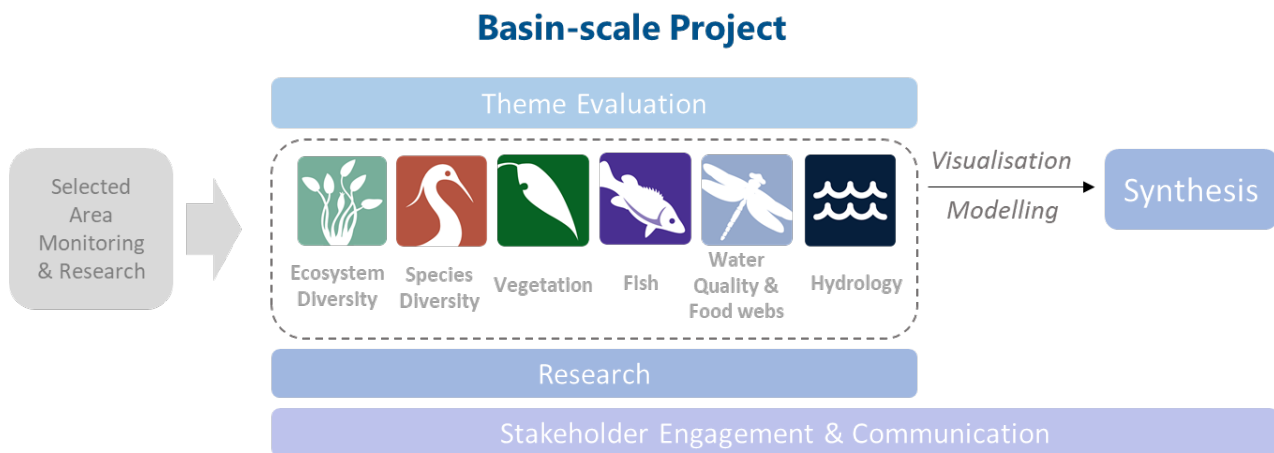 Basin-scale Project
Theme Evaluation
Selected
Area
Monitoring
& Research
Ecosystem
Diversity
Species
Diversity
Vegetation
Fish
Water
Quality &
Food webs
Hydrology
Visualisation
Modelling
Synthesis
Research
Stakeholder Engagement & Communication